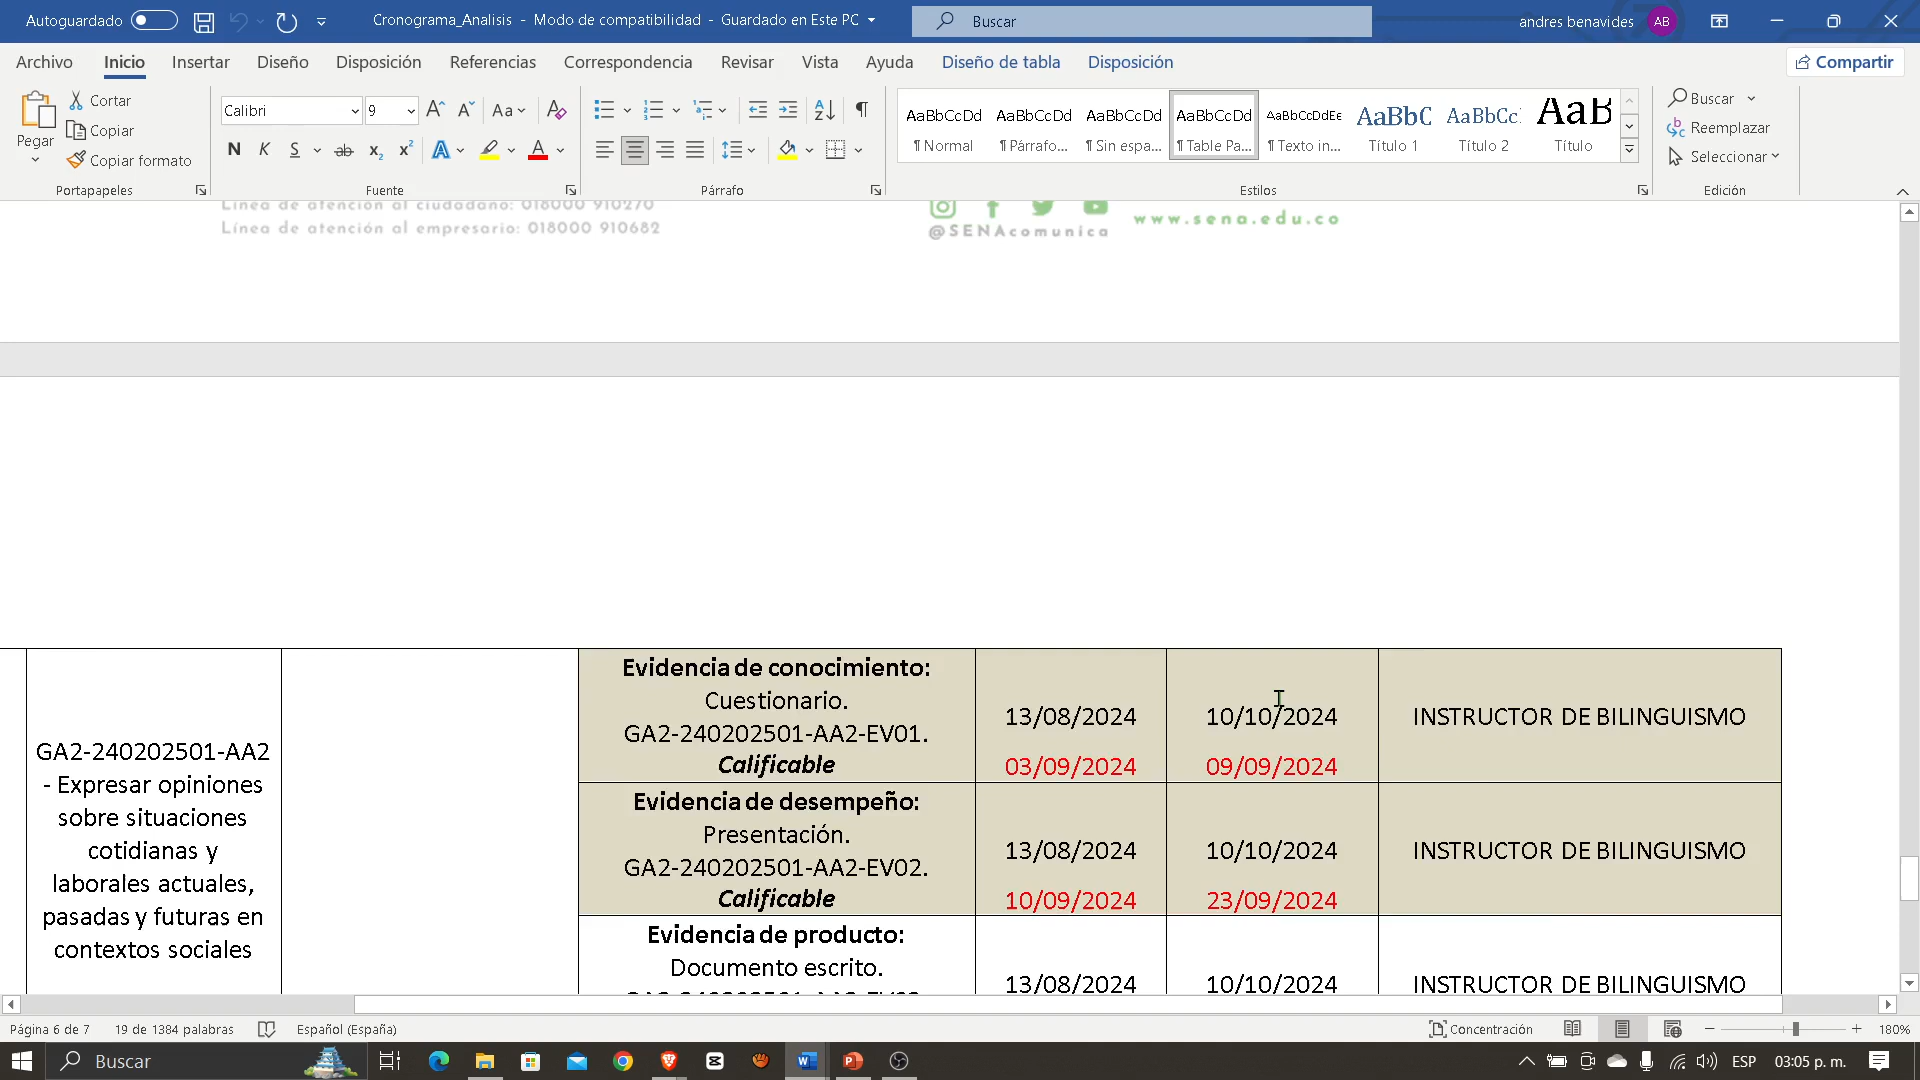 Autoguardado
Cronograma_Analisis - Modo de compatibilidad - Guardado en Este PC
Buscar
andres benavides
AB
Archivo Inicio Insertar Diseño Disposición Referencias Correspondencia Revisar Vista Ayuda Diseño de tabla Disposición Compartir
Pegar
Cortar
Copiar
Copiar formato
Portapapeles
Calibri 9
Fuente
Párrafo
AaBbCcDd AaBbCcDd AaBbCcDd AaBbCcDd AaBbCcDdEe AaBbC AaBbCc AaB
¶ Normal ¶ Párrafo... ¶ Sin espa... ¶ Table Pa... ¶ Texto in... Título 1 Título 2 Título
Estilos
Buscar
Reemplazar
Seleccionar
Edición
Línea de atención al ciudadano: 018000 910270
Línea de atención al empresario: 018000 910682
@SENAcomunica
www.sena.edu.co
GA2-240202501-AA2
- Expresar opiniones
sobre situaciones
cotidianas y
laborales actuales,
pasadas y futuras en
contextos sociales
Evidencia de conocimiento:
Cuestionario.
GA2-240202501-AA2-EV01.
Calificable
13/08/2024
03/09/2024
10/10/2024
09/09/2024
INSTRUCTOR DE BILINGUISMO
Evidencia de desempeño:
Presentación.
GA2-240202501-AA2-EV02.
Calificable
13/08/2024
10/09/2024
10/10/2024
23/09/2024
INSTRUCTOR DE BILINGUISMO
Evidencia de producto:
Documento escrito.
13/08/2024
10/10/2024
INSTRUCTOR DE BILINGUISMO
Página 6 de 7 19 de 1384 palabras Español (España) Concentración 180%
Buscar
ESP 03:05 p. m.